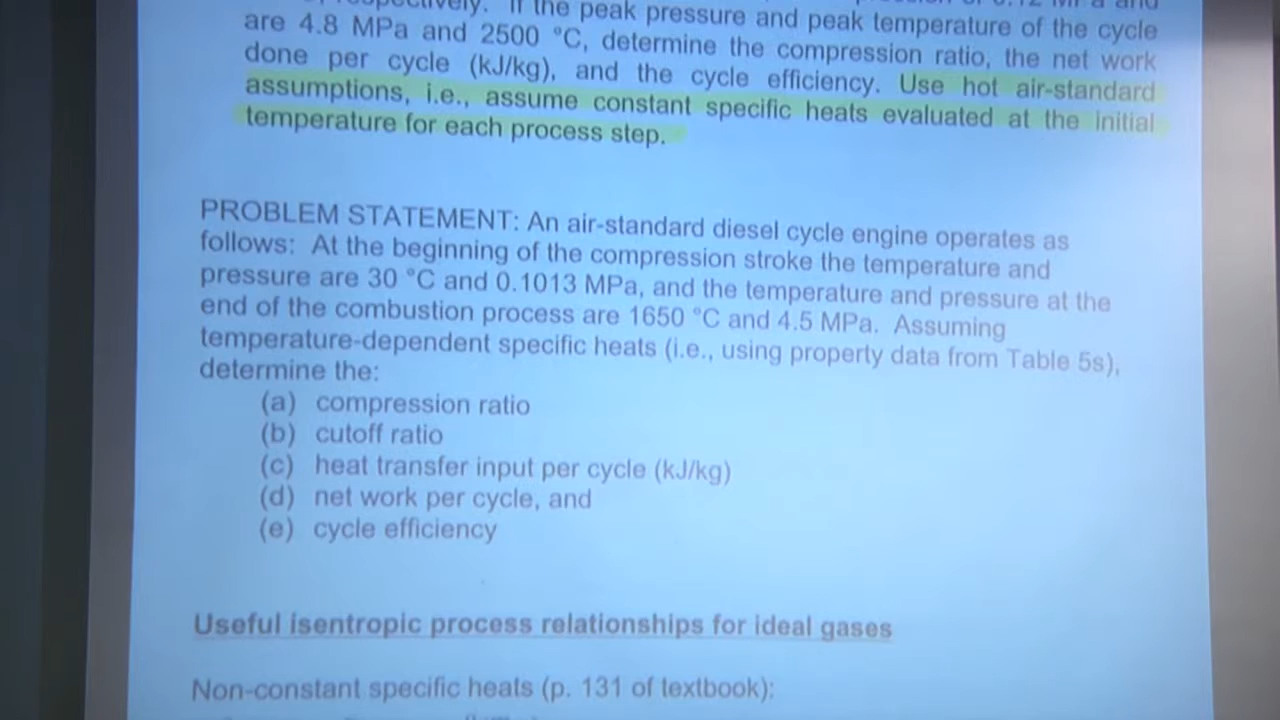 If the peak pressure and peak temperature of the cycle
are 4.8 MPa and 2500 °C, determine the compression ratio, the net work
done per cycle (kJ/kg), and the cycle efficiency. Use hot air-standard
assumptions, i.e., assume constant specific heats evaluated at the initial
temperature for each process step.
PROBLEM STATEMENT: An air-standard diesel cycle engine operates as
follows: At the beginning of the compression stroke the temperature and
pressure are 30 °C and 0.1013 MPa, and the temperature and pressure at the
end of the combustion process are 1650 °C and 4.5 MPa. Assuming
temperature-dependent specific heats (i.e., using property data from Table 5s),
determine the:
(a) compression ratio
(b) cutoff ratio
(c) heat transfer input per cycle (kJ/kg)
(d) net work per cycle, and
(e) cycle efficiency
Useful isentropic process relationships for ideal gases
Non-constant specific heats (p. 131 of textbook):